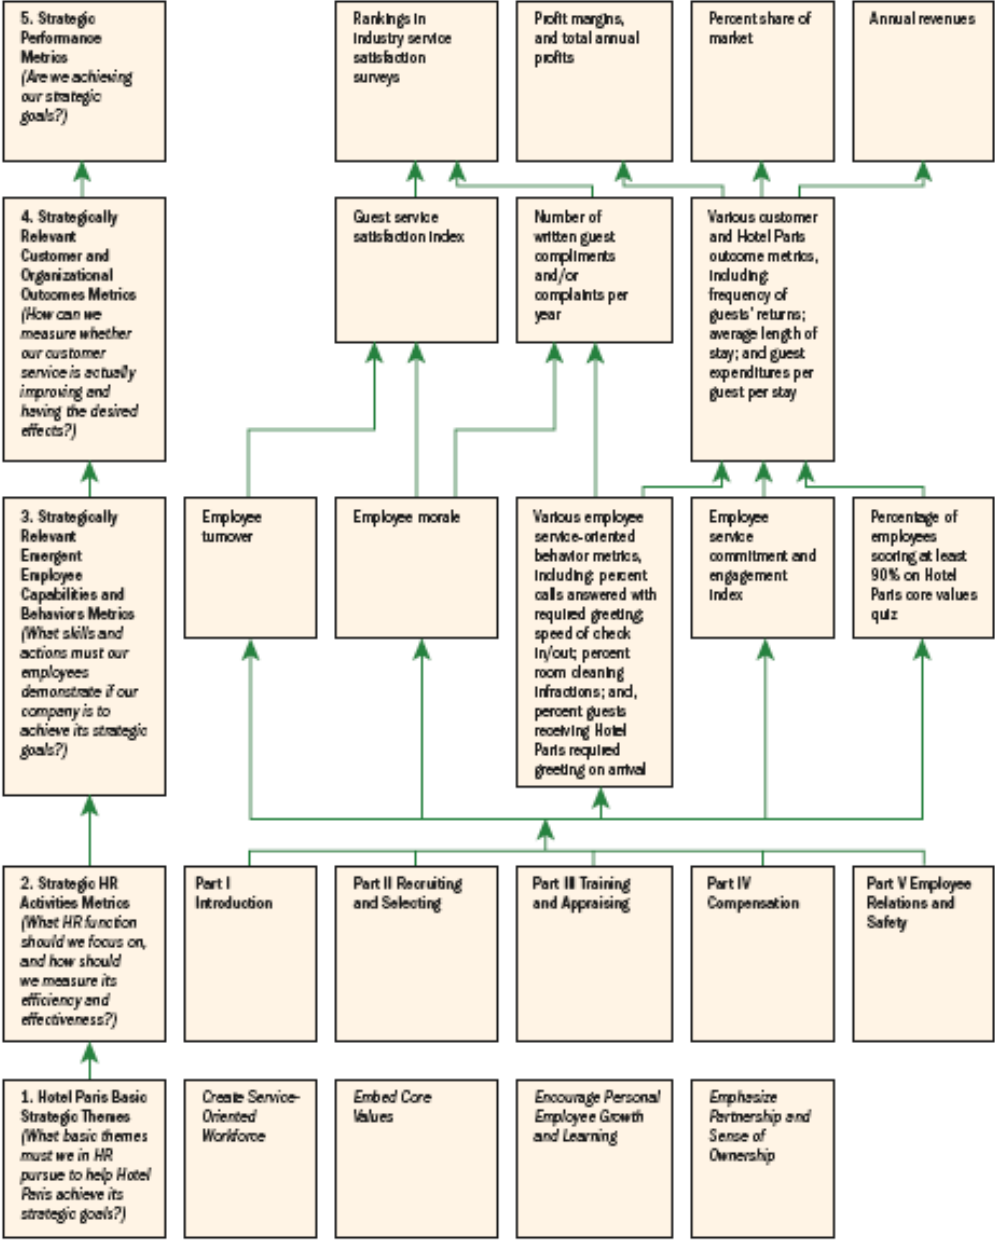 5. Strategic
Performance
Metrics
(Are we achieving
our strategic
goals?)
Rankings in
industry service
satisfaction
surveys
Profit margins,
and total annual
profits
Percent share of
market
Annual revenues
4. Strategically
Relevant
Customer and
Organizational
Outcomes Metrics
(How can we
measure whether
our customer
service is actually
improving and
having the desired
effects?)
Guest service
satisfaction index
Number of
written guest
compliments
and/or
complaints per
year
Various customer
and Hotel Paris
outcome metrics,
including:
frequency of
guests' returns;
average length of
stay; and guest
expenditures per
guest per stay
3. Strategically
Relevant
Emergent
Employee
Capabilities and
Behaviors Metrics
(What skills and
actions must our
employees
demonstrate if our
company is to
achieve its strategic
goals?)
Employee
turnover
Employee morale
Various employee
service-oriented
behavior metrics,
including: percent
calls answered with
required greeting;
speed of check
in/out; percent
room cleaning
infractions; and,
percent guests
receiving Hotel
Paris required
greeting on arrival
Employee
service
commitment and
engagement
index
Percentage of
employees
scoring at least
90% on Hotel
Paris core values
quiz
2. Strategic HR
Activities Metrics
(What HR function
should we focus on,
and how should
we measure its
efficiency and
effectiveness?)
Part I
Introduction
Part II Recruiting
and Selecting
Part III Training
and Appraising
Part IV
Compensation
Part V Employee
Relations and
Safety
1. Hotel Paris Basic
Strategic Themes
(What basic themes
must we in HR
pursue to help Hotel
Paris achieve its
strategic goals?)
Create Service-
Oriented
Workforce
Embed Core
Values
Encourage Personal
Employee Growth
and Learning
Emphasize
Partnership and
Sense of
Ownership